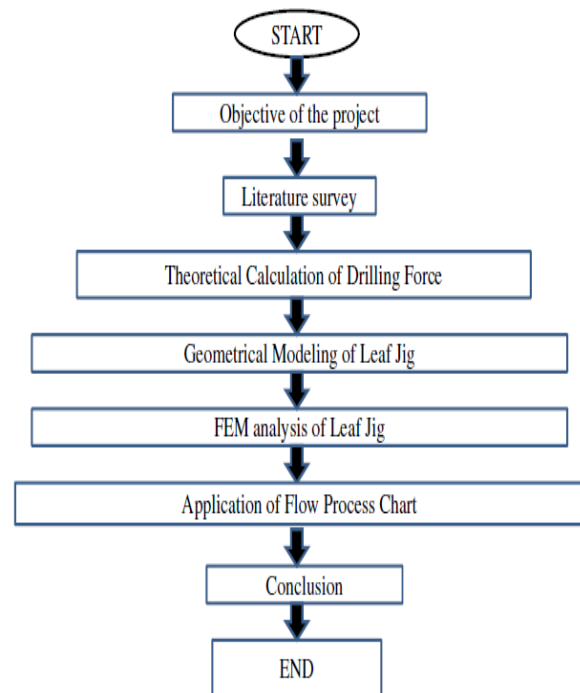 START
Objective of the project
Literature survey
Theoretical Calculation of Drilling Force
Geometrical Modeling of Leaf Jig
FEM analysis of Leaf Jig
Application of Flow Process Chart
Conclusion
END